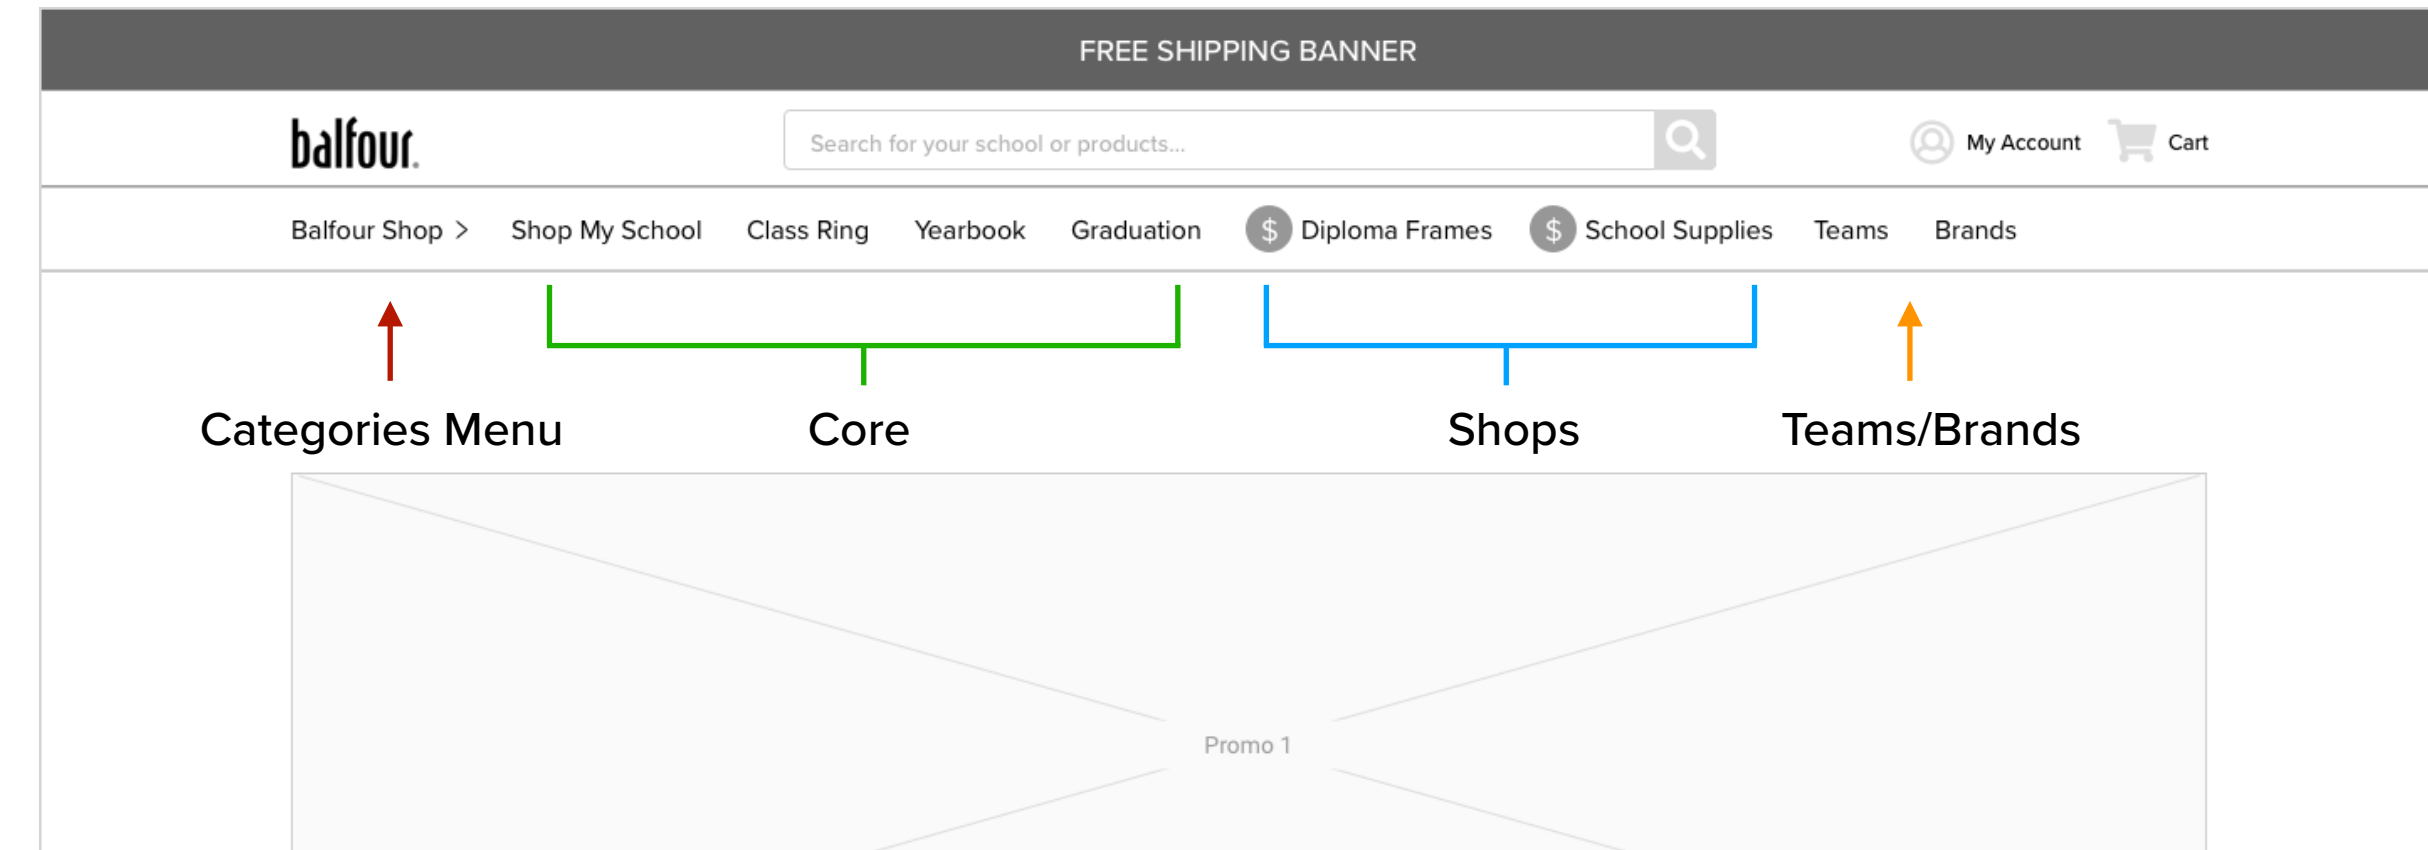 FREE SHIPPING BANNER
balfour.
Search for your school or products...
My Account
Cart
Balfour Shop >
Shop My School
Class Ring
Yearbook
Graduation
$ Diploma Frames
$ School Supplies
Teams
Brands
Categories Menu
Core
Shops
Teams/Brands
Promo 1